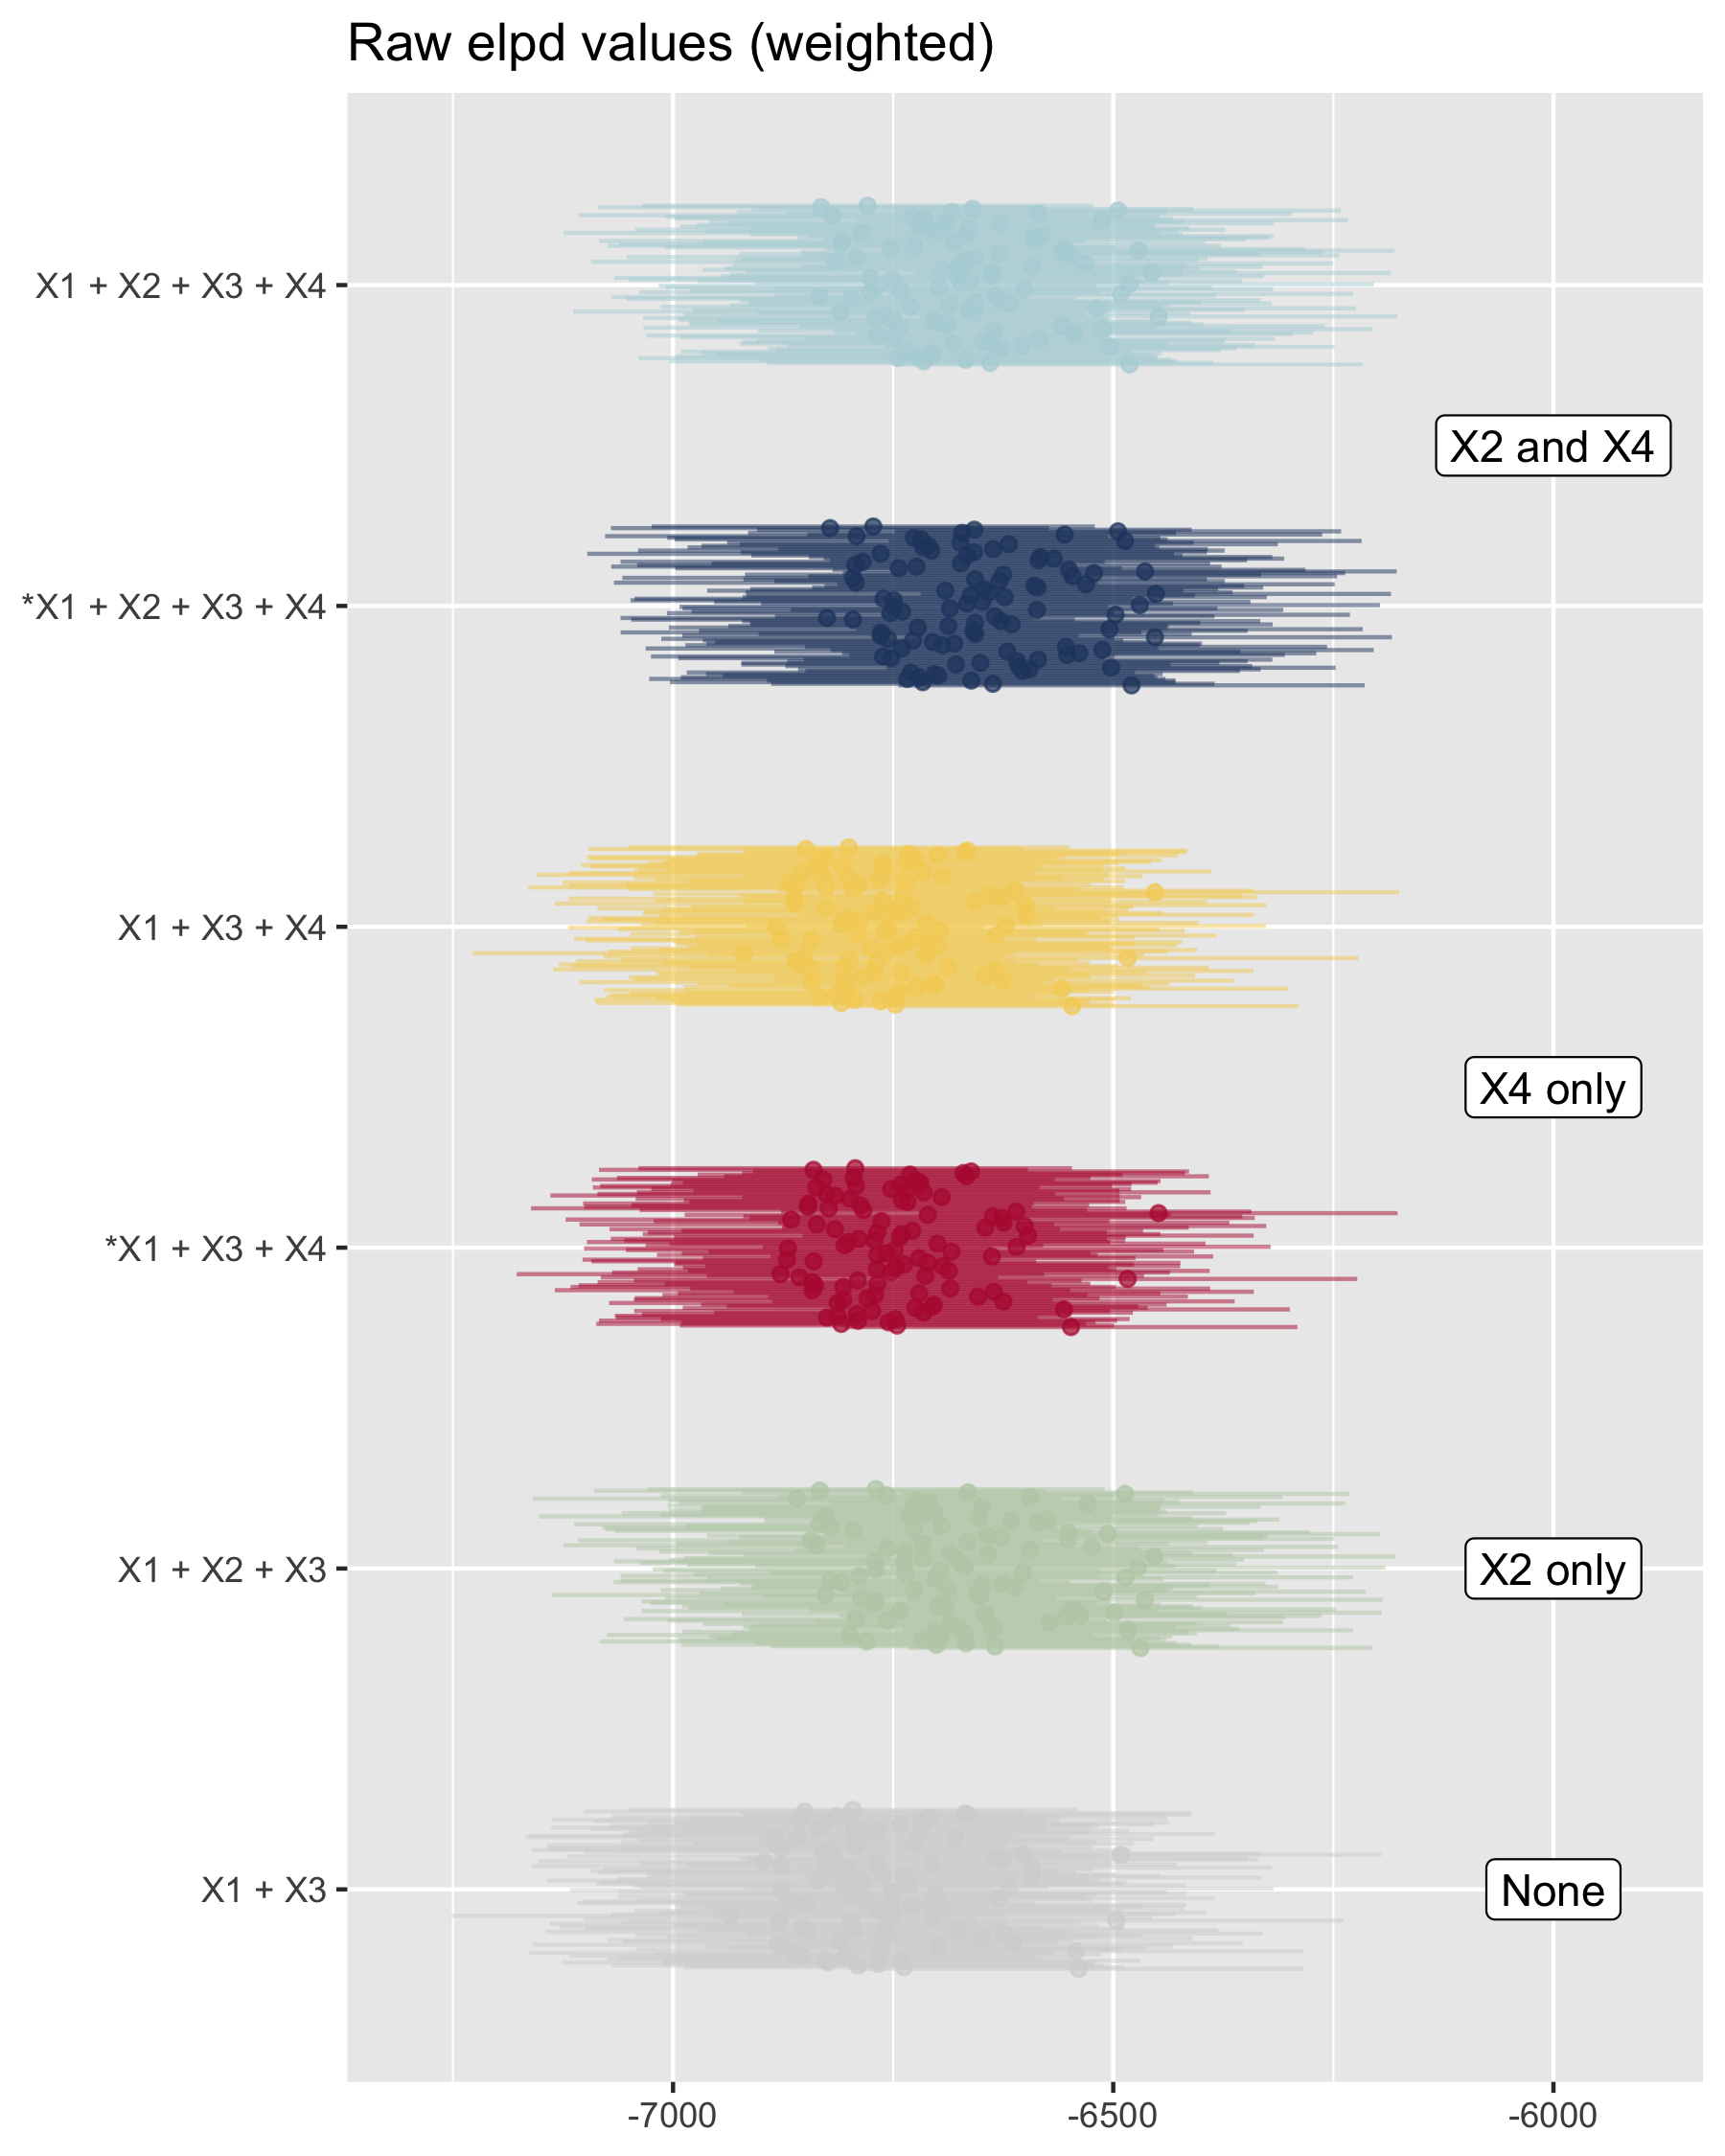 Raw elpd values (weighted)
X1 + X2 + X3 + X4
X2 and X4
*X1 + X2 + X3 + X4
X1 + X3 + X4
X4 only
*X1 + X3 + X4
X1 + X2 + X3
X2 only
X1 + X3
None
-7000
-6500
-6000